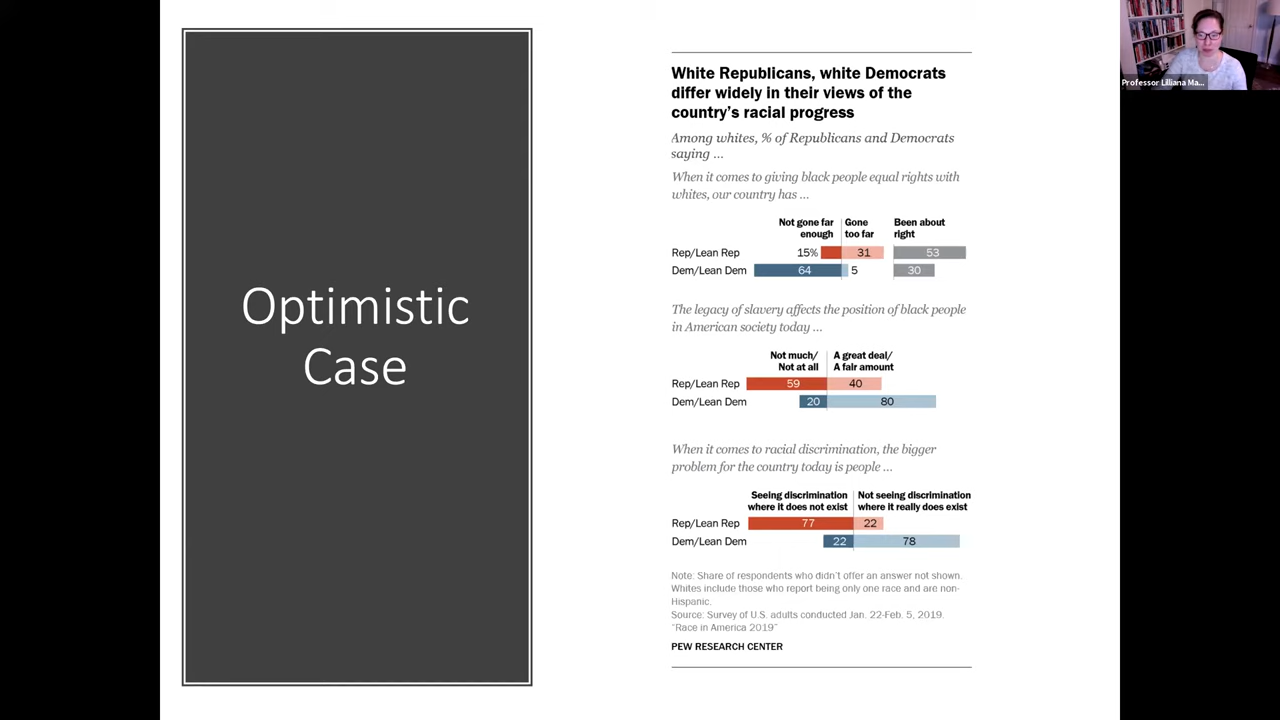 Optimistic
Case
White Republicans, white Democrats
differ widely in their views of the
country's racial progress
Among whites, % of Republicans and Democrats
saying ...
When it comes to giving black people equal rights with
whites, our country has ...
Not gone far
enough
Gone
too far
Been about
right
Rep/Lean Rep 15% 31 53
Dem/Lean Dem 64 5 30
The legacy of slavery affects the position of black people
in American society today ...
Not much/
Not at all
A great deal/
A fair amount
Rep/Lean Rep 59 40
Dem/Lean Dem 20 80
When it comes to racial discrimination, the bigger
problem for the country today is people ...
Seeing discrimination
where it does not exist
Not seeing discrimination
where it really does exist
Rep/Lean Rep 77 22
Dem/Lean Dem 22 78
Note: Share of respondents who didn't offer an answer not shown.
Whites include those who report being only one race and are non-
Hispanic.
Source: Survey of U.S. adults conducted Jan. 22-Feb. 5, 2019.
"Race in America 2019"
PEW RESEARCH CENTER
Professor Lilliana Ma...